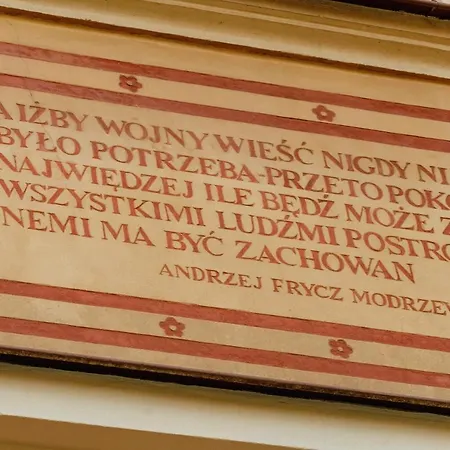 A IŻBY WOJNY WIEŚĆ NIGDY NI
BYŁO POTRZEBA-PRZETO POKO
NAJWIĘDZEJ ILE BĘDŹ MOŻE Z
WSZYSTKIMI LUDŹMI POSTRO
NEMI MA BYĆ ZACHOWAN
ANDRZEJ FRYCZ MODRZEW